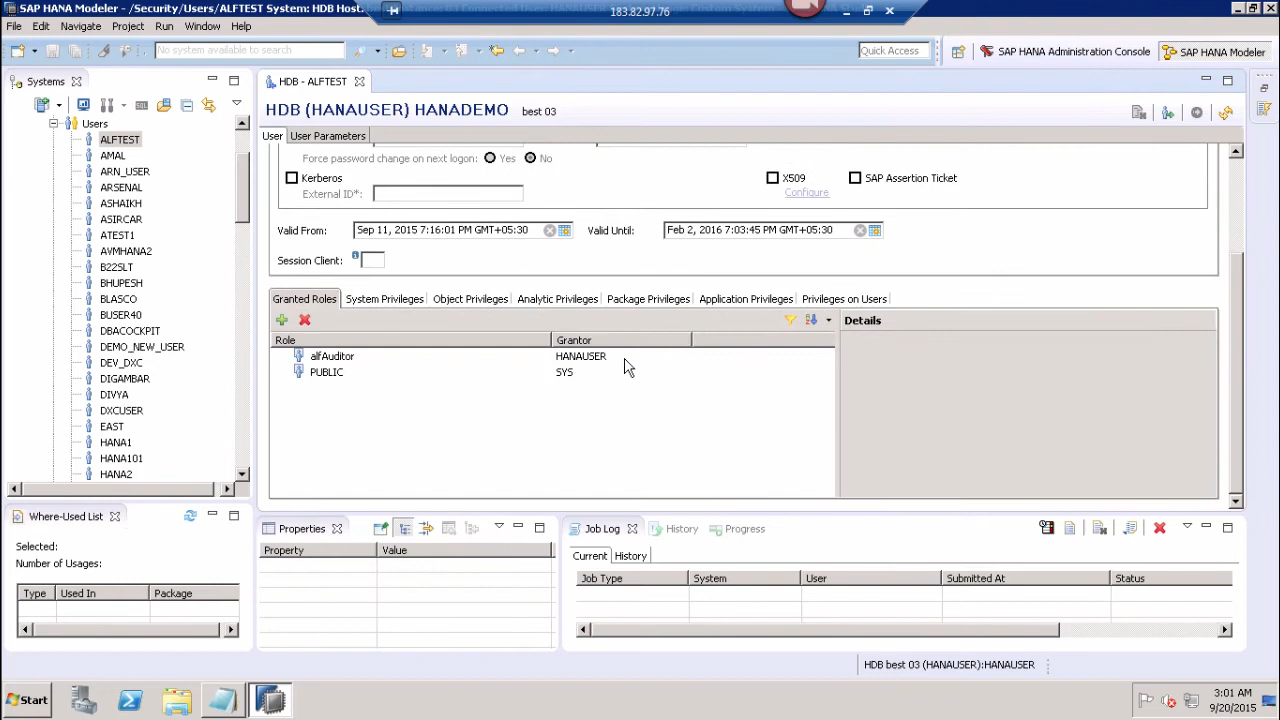 SAP HANA Modeler - /Security/Users/ALFTEST System: HDB Host:
183.82.97.76
File Edit Navigate Project Run Window Help
No system available to search
Quick Access
SAP HANA Administration Console
SAP HANA Modeler
Systems
Users
ALFTEST
AMAL
ARN_USER
ARSENAL
ASHAIKH
ASIRCAR
ATEST1
AVMHANA2
B22SLT
BHUPESH
BLASCO
BUSER40
DBACOCKPIT
DEMO_NEW_USER
DEV_DXC
DIGAMBAR
DIVYA
DXCUSER
EAST
HANA1
HANA101
HANA2
HDB - ALFTEST
HDB (HANAUSER) HANADEMO best 03
User User Parameters
Force password change on next logon: Yes No
Kerberos X509 SAP Assertion Ticket
External ID*: Configure
Valid From: Sep 11, 2015 7:16:01 PM GMT+05:30 Valid Until: Feb 2, 2016 7:03:45 PM GMT+05:30
Session Client:
Granted Roles System Privileges Object Privileges Analytic Privileges Package Privileges Application Privileges Privileges on Users
Details
Role Grantor
alfAuditor HANAUSER
PUBLIC SYS
Where-Used List
Selected:
Number of Usages:
Type Used In Package
Properties
Property Value
Job Log History Progress
Current History
Job Type System User Submitted At Status
HDB best 03 (HANAUSER):HANAUSER
Start
3:01 AM
9/20/2015